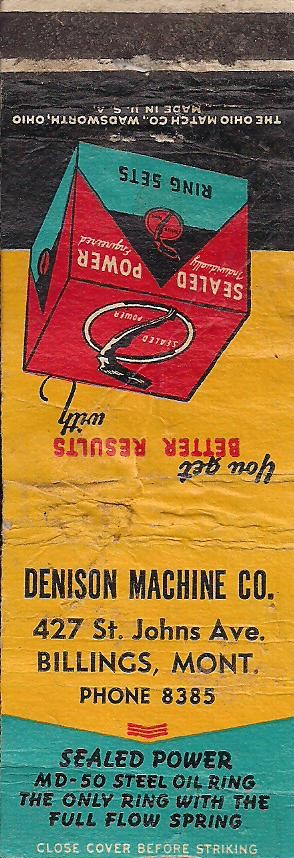 THE OHIO MATCH CO., WADSWORTH, OHIO
MADE IN U.S.A.
You get
BETTER RESULTS
with
SEALED
POWER
Individually
Engineered
SEALED
POWER
RING SETS
DENISON MACHINE CO.
427 St. Johns Ave.
BILLINGS, MONT.
PHONE 8385
SEALED POWER
MD-50 STEEL OIL RING
THE ONLY RING WITH THE
FULL FLOW SPRING
CLOSE COVER BEFORE STRIKING